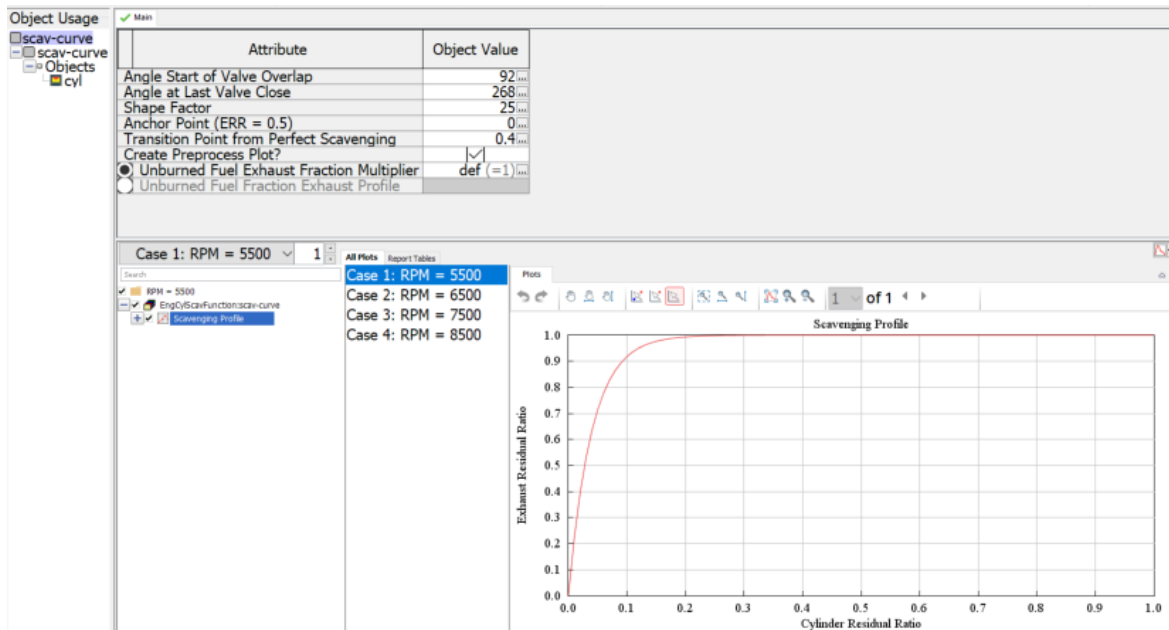 Object Usage
scav-curve
scav-curve
Objects
cyl
Main
Attribute Object Value
Angle Start of Valve Overlap 92...
Angle at Last Valve Close 268...
Shape Factor 25...
Anchor Point (ERR = 0.5) 0...
Transition Point from Perfect Scavenging 0.4...
Create Preprocess Plot?
Unburned Fuel Exhaust Fraction Multiplier def (=1)...
Unburned Fuel Fraction Exhaust Profile
Case 1: RPM = 5500 1
Search
RPM = 5500
EngCylScavFunction:scav-curve
Scavenging Profile
All Plots Report Tables
Case 1: RPM = 5500
Case 2: RPM = 6500
Case 3: RPM = 7500
Case 4: RPM = 8500
Plots
1 of 1
Scavenging Profile
Exhaust Residual Ratio
1.0
0.9
0.8
0.7
0.6
0.5
0.4
0.3
0.2
0.1
0.0
0.0 0.1 0.2 0.3 0.4 0.5 0.6 0.7 0.8 0.9 1.0
Cylinder Residual Ratio